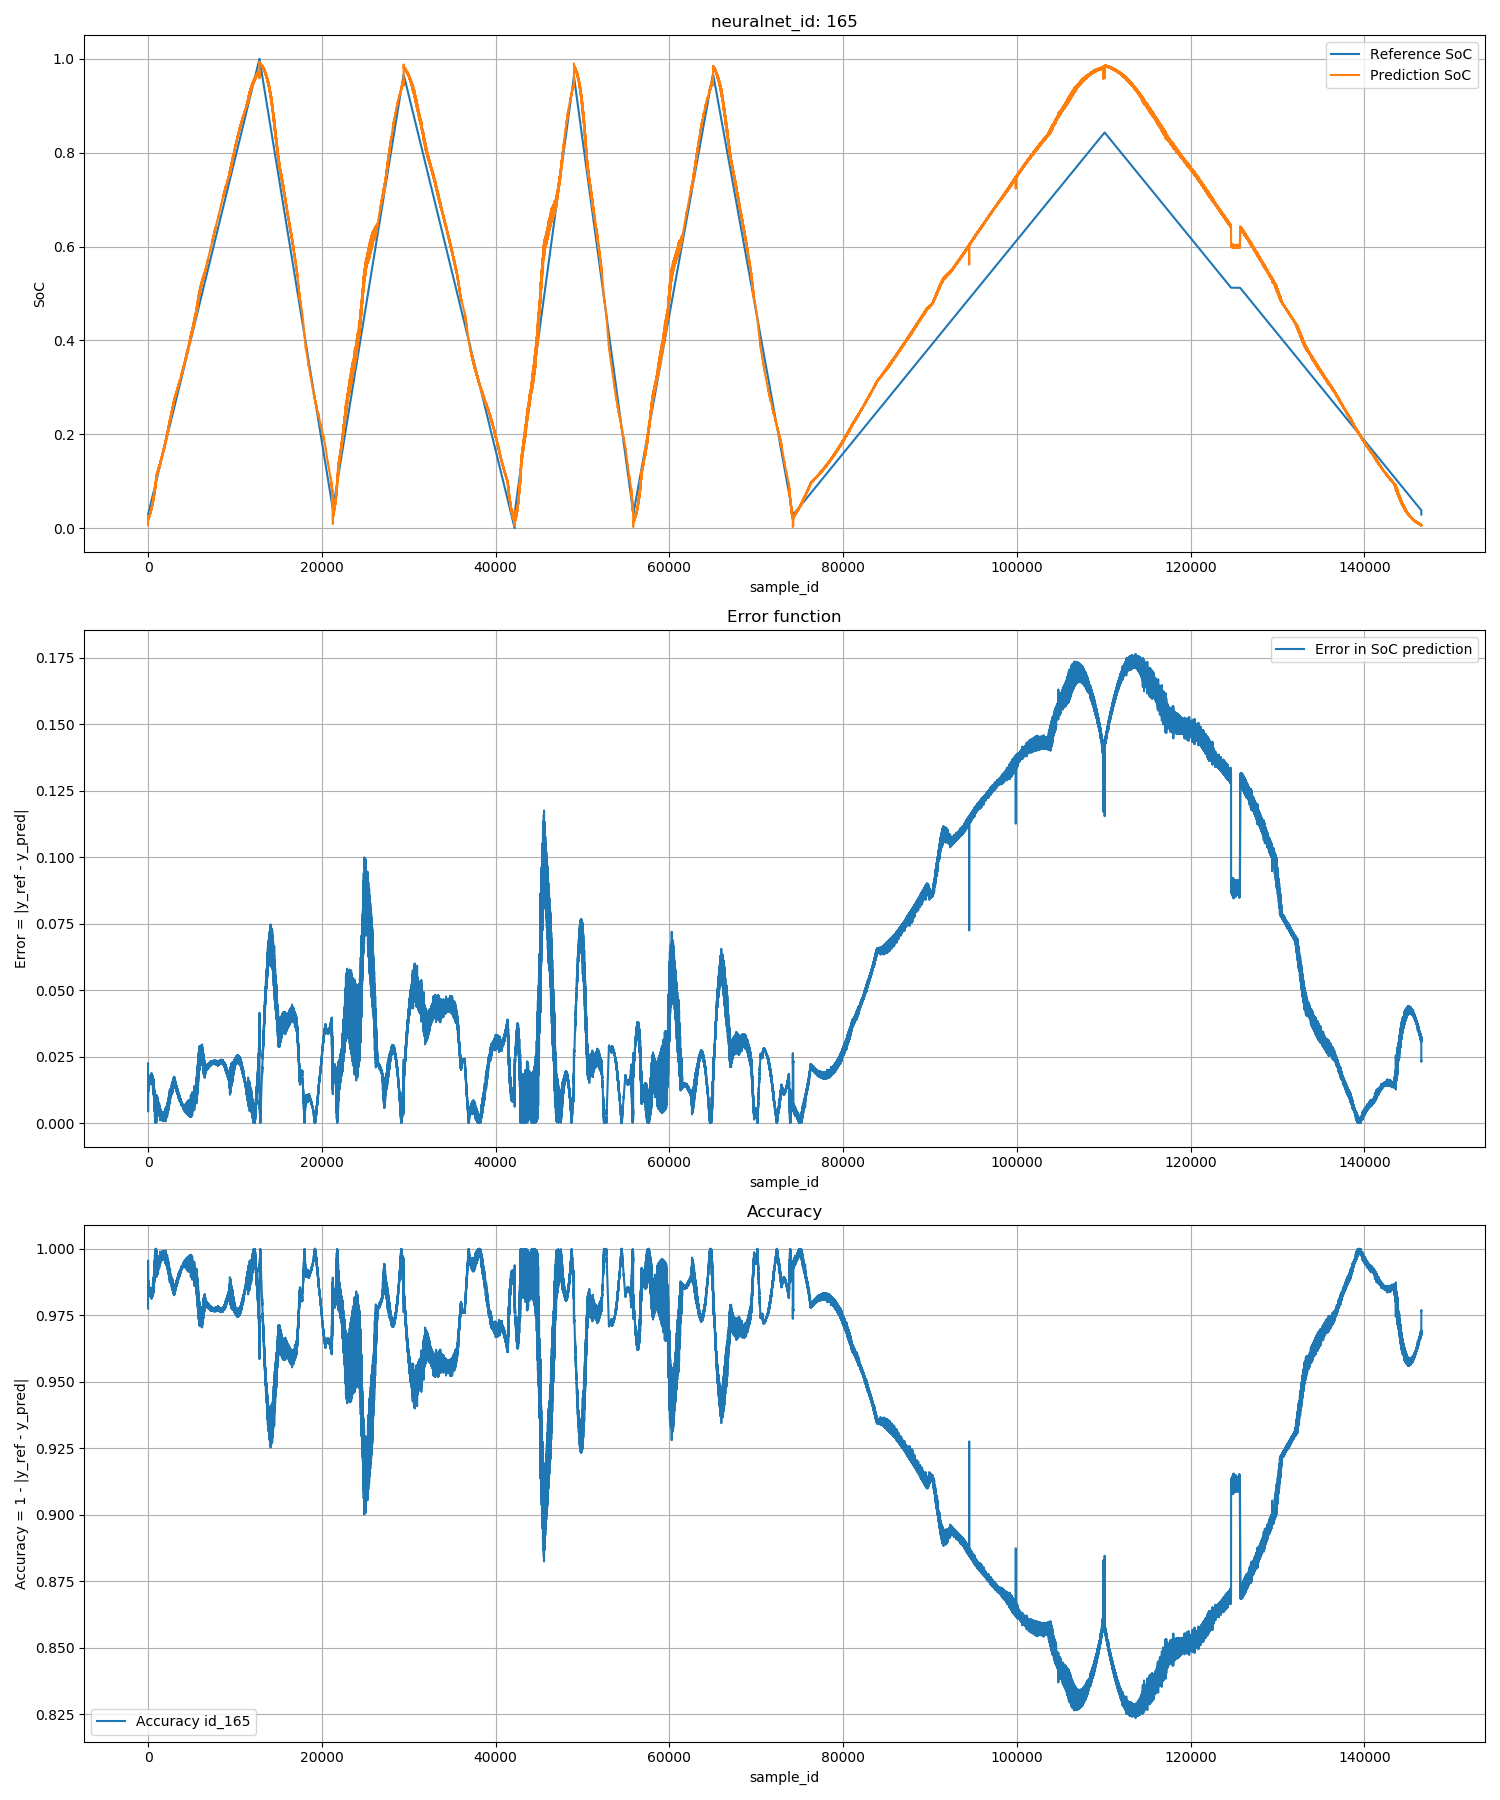 neuralnet_id: 165
Reference SoC
Prediction SoC
SoC
1.0
0.8
0.6
0.4
0.2
0.0
0 20000 40000 60000 80000 100000 120000 140000
sample_id
Error function
Error in SoC prediction
Error = |y_ref - y_pred|
0.175
0.150
0.125
0.100
0.075
0.050
0.025
0.000
0 20000 40000 60000 80000 100000 120000 140000
sample_id
Accuracy
Accuracy = 1 - |y_ref - y_pred|
1.000
0.975
0.950
0.925
0.900
0.875
0.850
0.825
Accuracy id_165
0 20000 40000 60000 80000 100000 120000 140000
sample_id